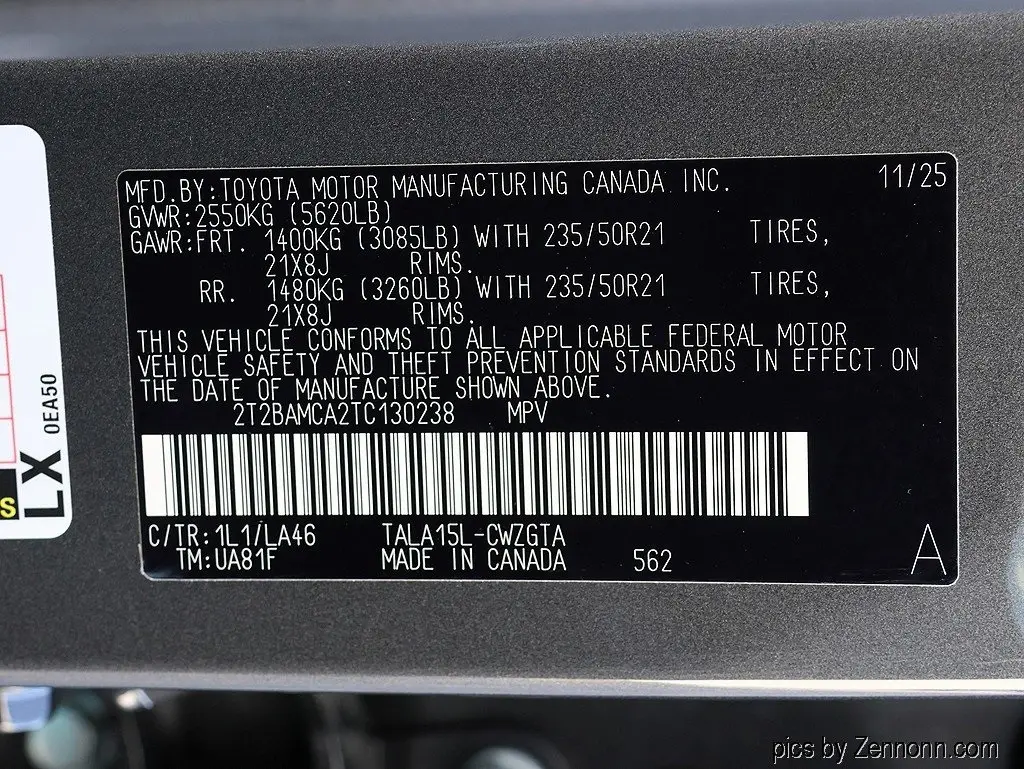 MFD.BY:TOYOTA MOTOR MANUFACTURING CANADA INC. 11/25
GVWR:2550KG (5620LB)
GAWR:FRT. 1400KG (3085LB) WITH 235/50R21 TIRES,
21X8J RIMS.
RR. 1480KG (3260LB) WITH 235/50R21 TIRES,
21X8J RIMS.
THIS VEHICLE CONFORMS TO ALL APPLICABLE FEDERAL MOTOR
VEHICLE SAFETY AND THEFT PREVENTION STANDARDS IN EFFECT ON
THE DATE OF MANUFACTURE SHOWN ABOVE.
2T2BAMCA2TC130238 MPV
C/TR:1L1/LA46 TALA15L-CWZGTA
TM:UA81F MADE IN CANADA 562 A
LX 0EA50
S
pics by Zennonn.com